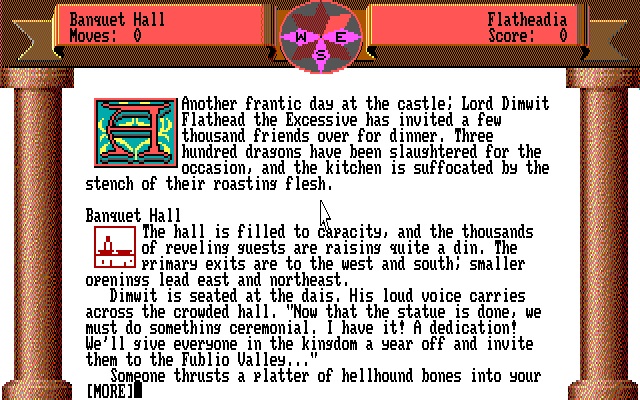 Banquet Hall
Moves: 0
Flatheadia
Score: 0
W E
S
Another frantic day at the castle; Lord Dimwit
Flathead the Excessive has invited a few
thousand friends over for dinner. Three
hundred dragons have been slaughtered for the
occasion, and the kitchen is suffocated by the
stench of their roasting flesh.
Banquet Hall
The hall is filled to capacity, and the thousands
of reveling guests are raising quite a din. The
primary exits are to the west and south; smaller
openings lead east and northeast.
Dimwit is seated at the dais. His loud voice carries
across the crowded hall. "Now that the statue is done, we
must do something ceremonial. I have it! A dedication!
We'll give everyone in the kingdom a year off and invite
them to the Fublio Valley..."
Someone thrusts a platter of hellhound bones into your
[MORE]